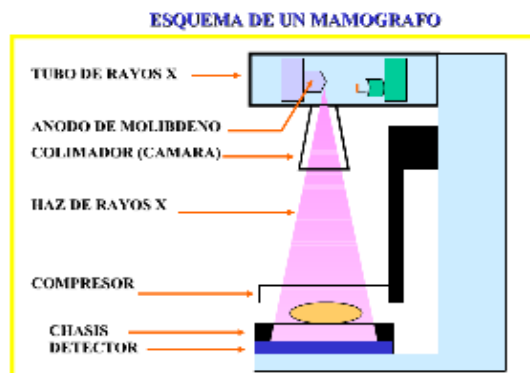 ESQUEMA DE UN MAMOGRAFO
TUBO DE RAYOS X
ANODO DE MOLIBDENO
COLIMADOR (CAMARA)
HAZ DE RAYOS X
COMPRESOR
CHASIS
DETECTOR